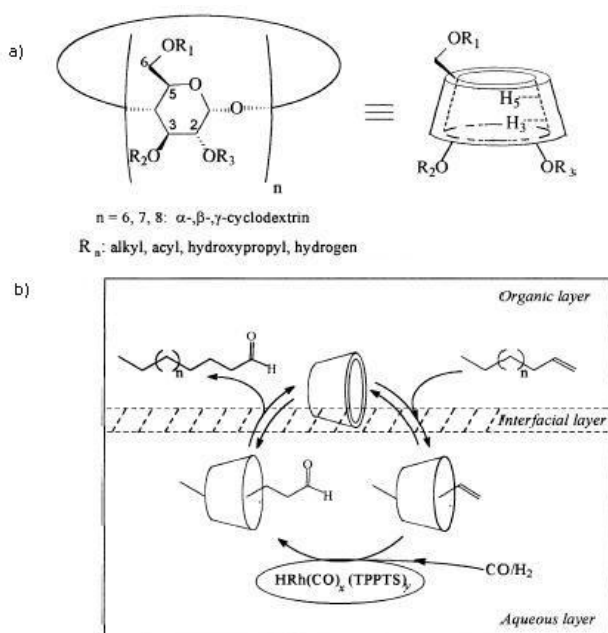 a)
OR₁
6
5
O
O
3
2
R₂O
OR₃
n
OR₁
H₅
H₃
R₂O
OR₃s
n = 6, 7, 8: α-,β-,γ-cyclodextrin
Rₙ: alkyl, acyl, hydroxypropyl, hydrogen
b)
Organic layer
O
H
n
n
Interfacial layer
O
H
CO/H₂
HRh(CO)ₓ (TPPTS)ᵧ
Aqueous layer